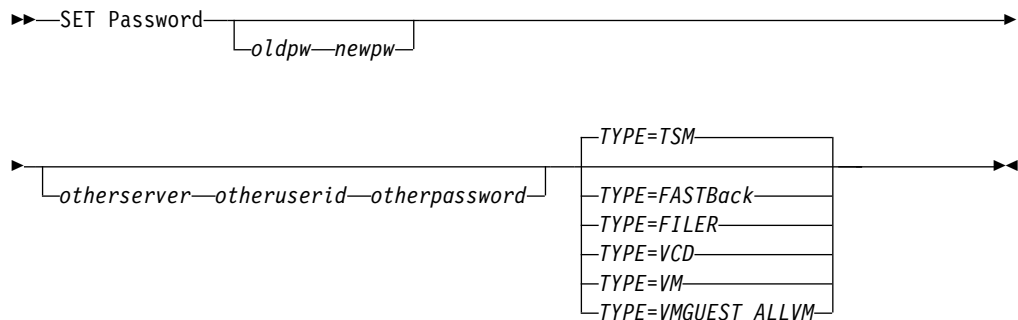 SET Password
oldpw newpw
TYPE=TSM
otherserver otheruserid otherpassword
TYPE=FASTBack
TYPE=FILER
TYPE=VCD
TYPE=VM
TYPE=VMGUEST ALLVM